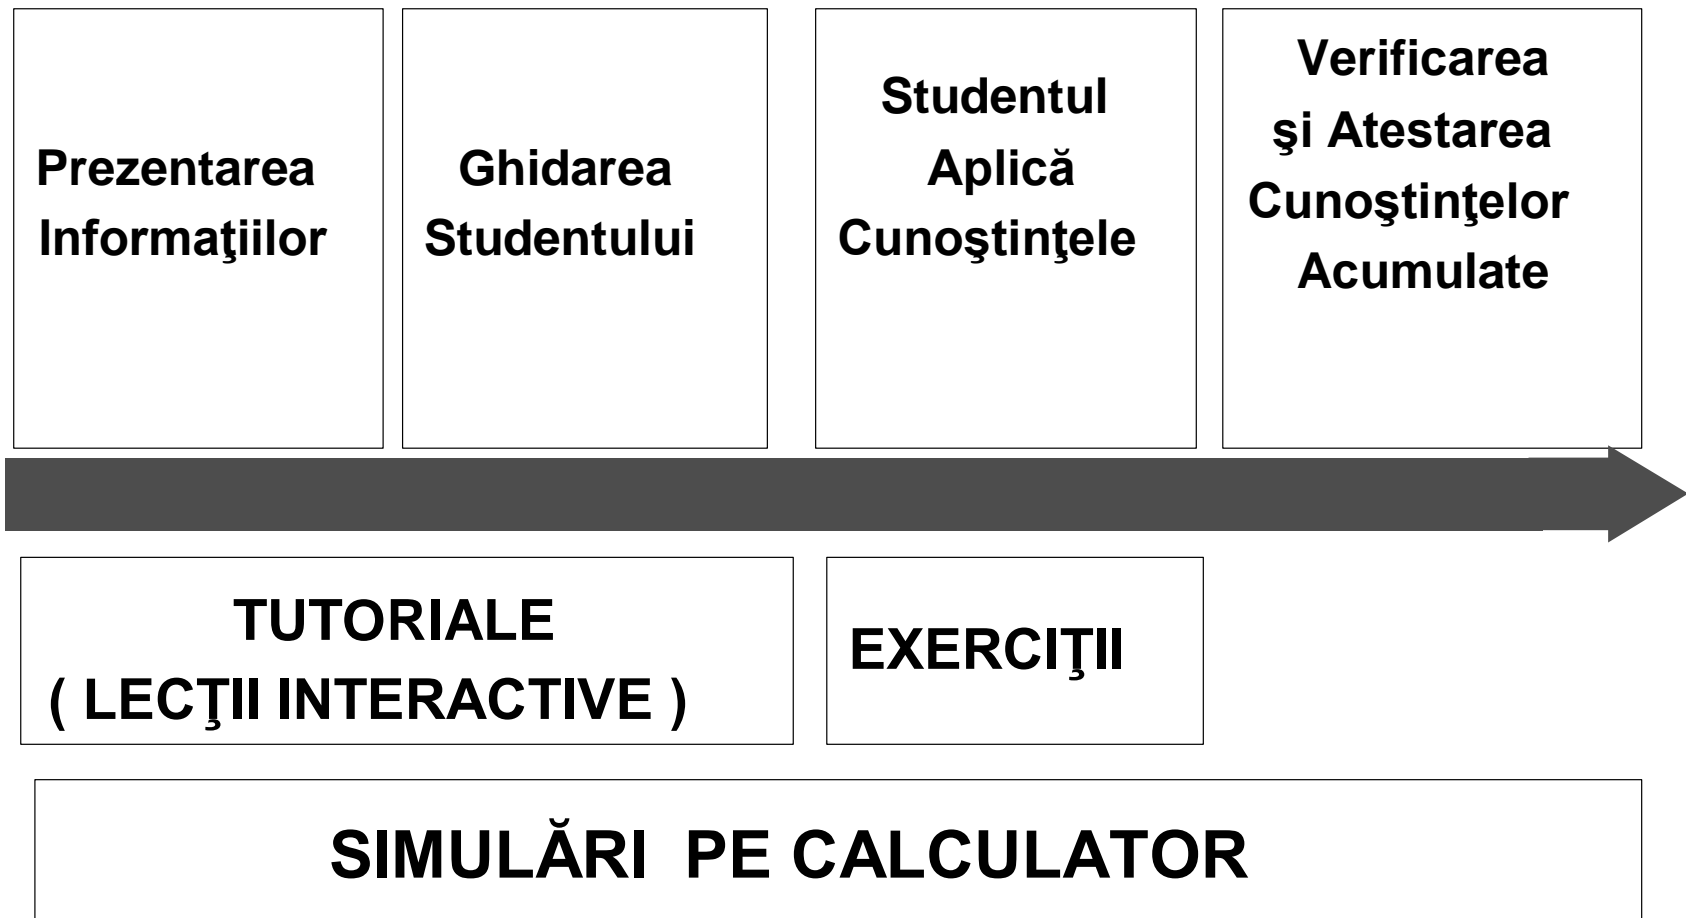 Prezentarea
Informaţiilor
Ghidarea
Studentului
Studentul
Aplică
Cunoştinţele
Verificarea
şi Atestarea
Cunoştinţelor
Acumulate
TUTORIALE
( LECŢII INTERACTIVE )
EXERCIŢII
SIMULĂRI PE CALCULATOR